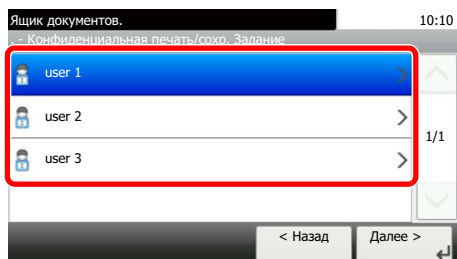 Ящик документов. 10:10
- Конфиденциальная печать/сохр. Задание
user 1
user 2
1/1
user 3
< Назад Далее >